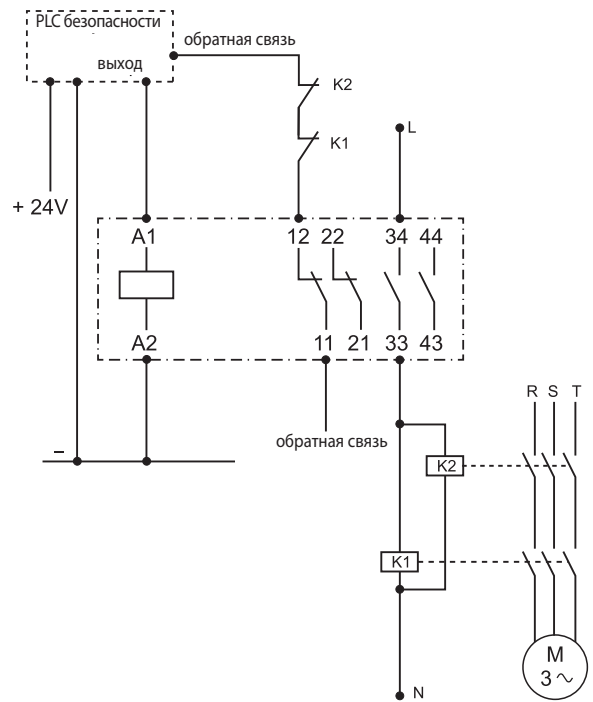 PLC безопасности
выход
обратная связь
K2
K1
L
+ 24V
A1 12 22 34 44
A2 11 21 33 43
обратная связь
–
R S T
K2
K1
M
3 ~
N